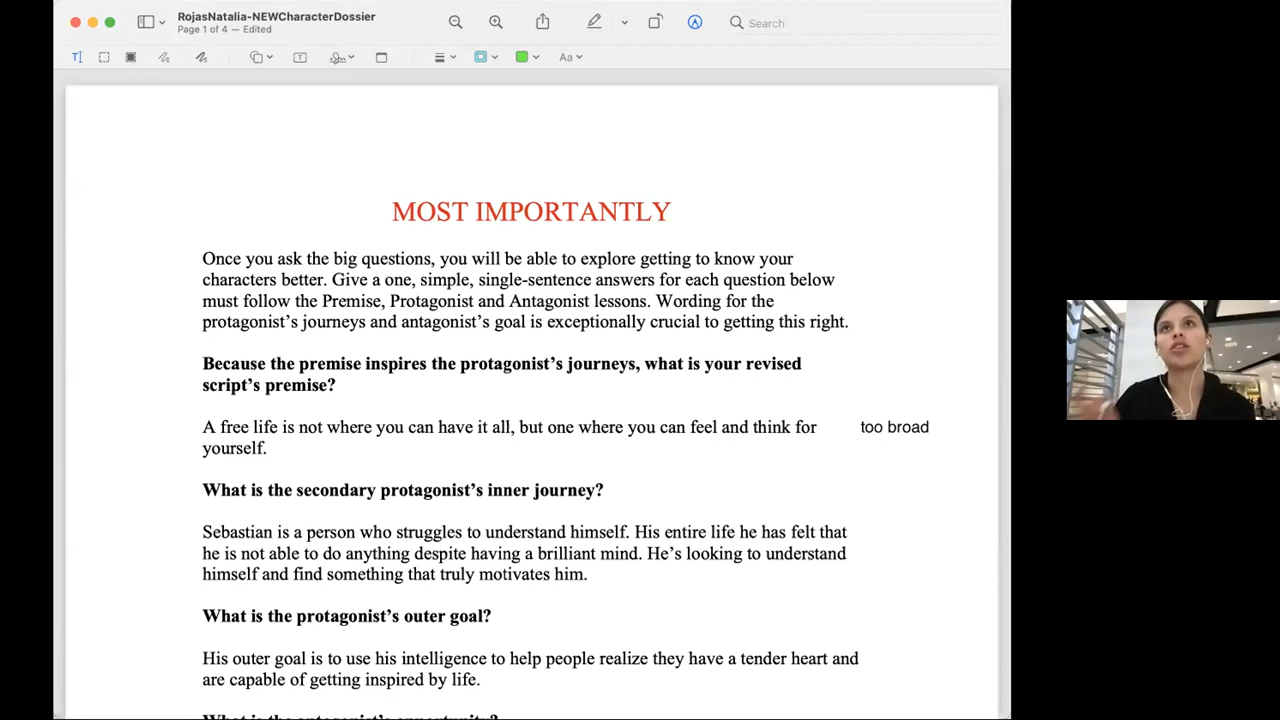 RojasNatalia-NEWCharacterDossier
Page 1 of 4 — Edited
Search
Aa
MOST IMPORTANTLY
Once you ask the big questions, you will be able to explore getting to know your
characters better. Give a one, simple, single-sentence answers for each question below
must follow the Premise, Protagonist and Antagonist lessons. Wording for the
protagonist’s journeys and antagonist’s goal is exceptionally crucial to getting this right.
Because the premise inspires the protagonist’s journeys, what is your revised
script’s premise?
A free life is not where you can have it all, but one where you can feel and think for
too broad
yourself.
What is the secondary protagonist’s inner journey?
Sebastian is a person who struggles to understand himself. His entire life he has felt that
he is not able to do anything despite having a brilliant mind. He’s looking to understand
himself and find something that truly motivates him.
What is the protagonist’s outer goal?
His outer goal is to use his intelligence to help people realize they have a tender heart and
are capable of getting inspired by life.
What is the antagonist’s opportunity?